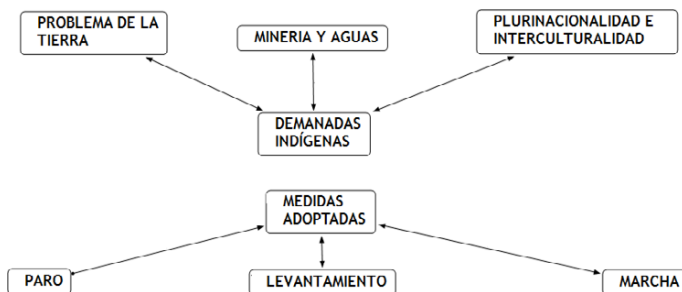 PROBLEMA DE LA
TIERRA
MINERIA Y AGUAS
PLURINACIONALIDAD E
INTERCULTURALIDAD
DEMANADAS
INDÍGENAS
MEDIDAS
ADOPTADAS
PARO
LEVANTAMIENTO
MARCHA